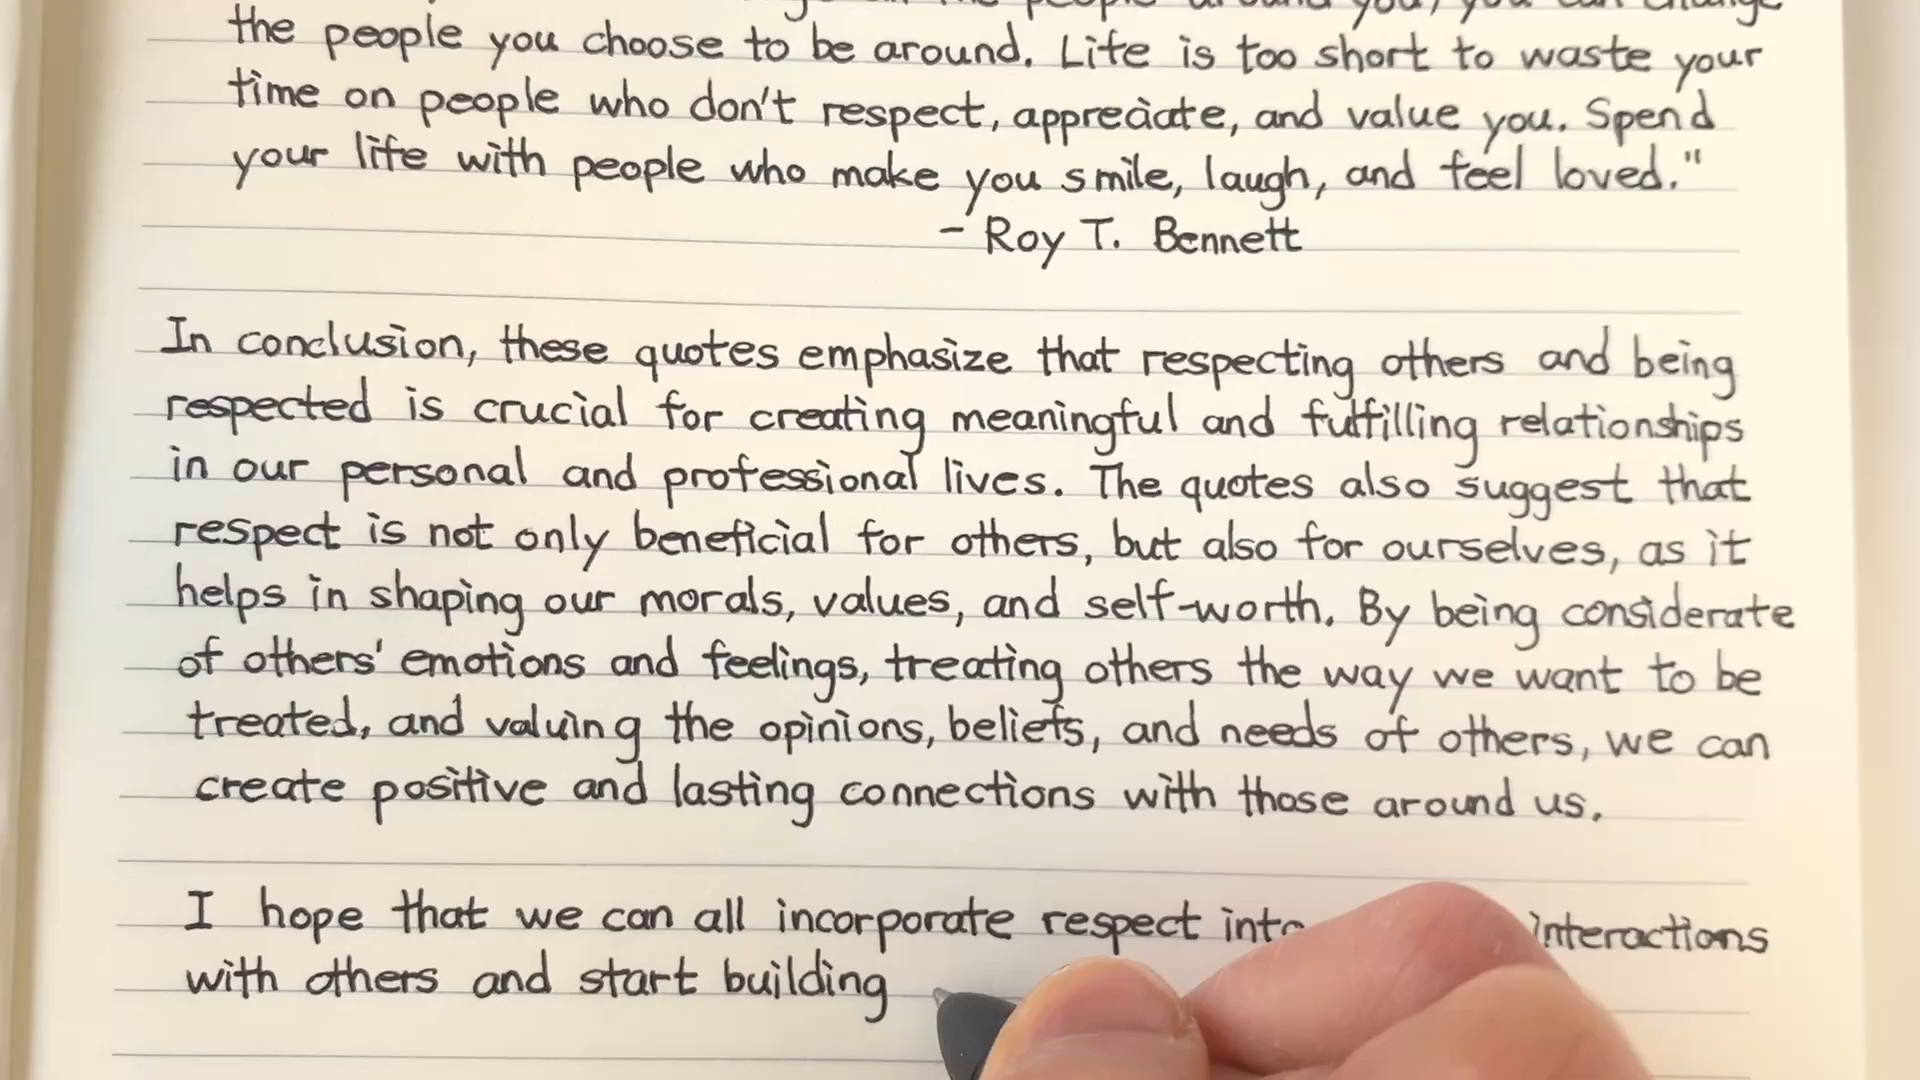 people around you, you can change
the people you choose to be around. Life is too short to waste your
time on people who don't respect, appreciate, and value you. Spend
your life with people who make you smile, laugh, and feel loved."
- Roy T. Bennett
In conclusion, these quotes emphasize that respecting others and being
respected is crucial for creating meaningful and fulfilling relationships
in our personal and professional lives. The quotes also suggest that
respect is not only beneficial for others, but also for ourselves, as it
helps in shaping our morals, values, and self-worth. By being considerate
of others' emotions and feelings, treating others the way we want to be
treated, and valuing the opinions, beliefs, and needs of others, we can
create positive and lasting connections with those around us.
I hope that we can all incorporate respect into interactions
with others and start building